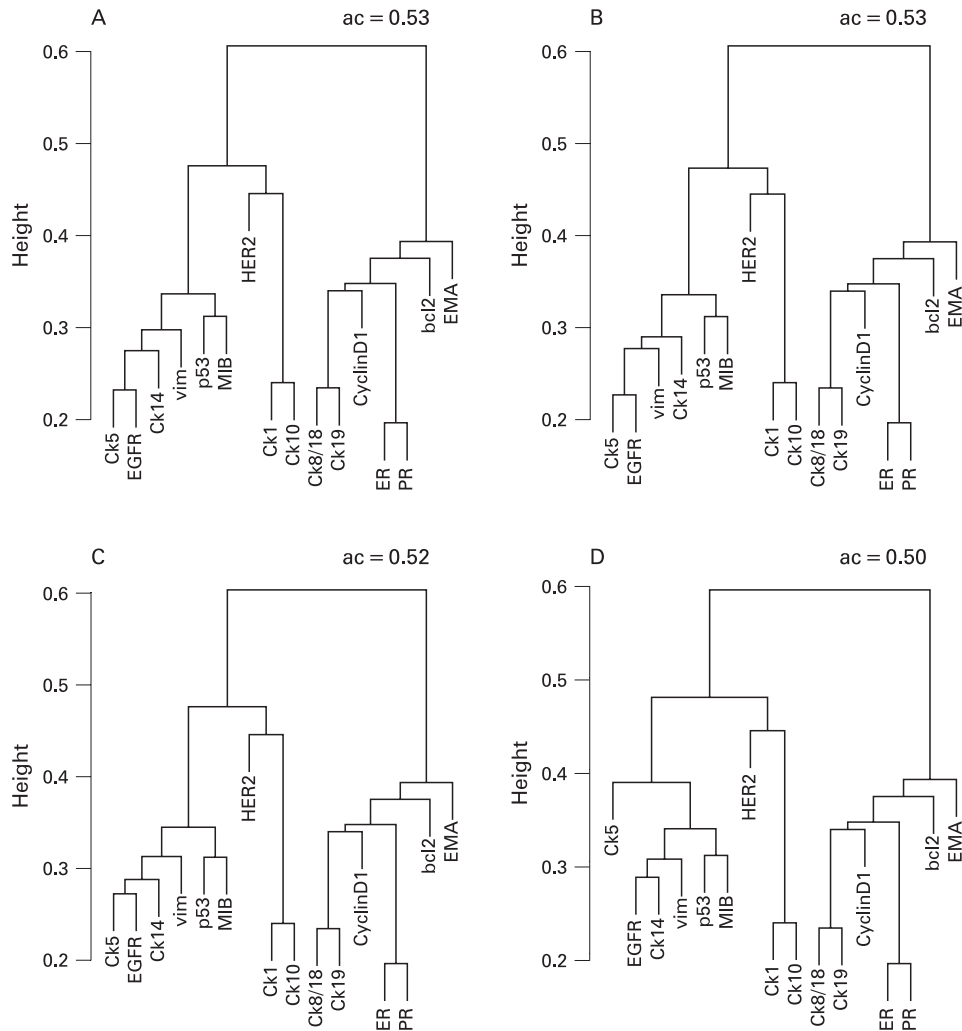 A
ac = 0.53
Height
0.6
0.5
0.4
0.3
0.2
Ck5
EGFR
Ck14
vim
p53
MIB
HER2
Ck1
Ck10
Ck8/18
Ck19
CyclinD1
ER
PR
bcl2
EMA
B
ac = 0.53
Height
0.6
0.5
0.4
0.3
0.2
Ck5
EGFR
vim
Ck14
p53
MIB
HER2
Ck1
Ck10
Ck8/18
Ck19
CyclinD1
ER
PR
bcl2
EMA
C
ac = 0.52
Height
0.6
0.5
0.4
0.3
0.2
Ck5
EGFR
Ck14
vim
p53
MIB
HER2
Ck1
Ck10
Ck8/18
Ck19
CyclinD1
ER
PR
bcl2
EMA
D
ac = 0.50
Height
0.6
0.5
0.4
0.3
0.2
Ck5
EGFR
Ck14
vim
p53
MIB
HER2
Ck1
Ck10
Ck8/18
Ck19
CyclinD1
ER
PR
bcl2
EMA